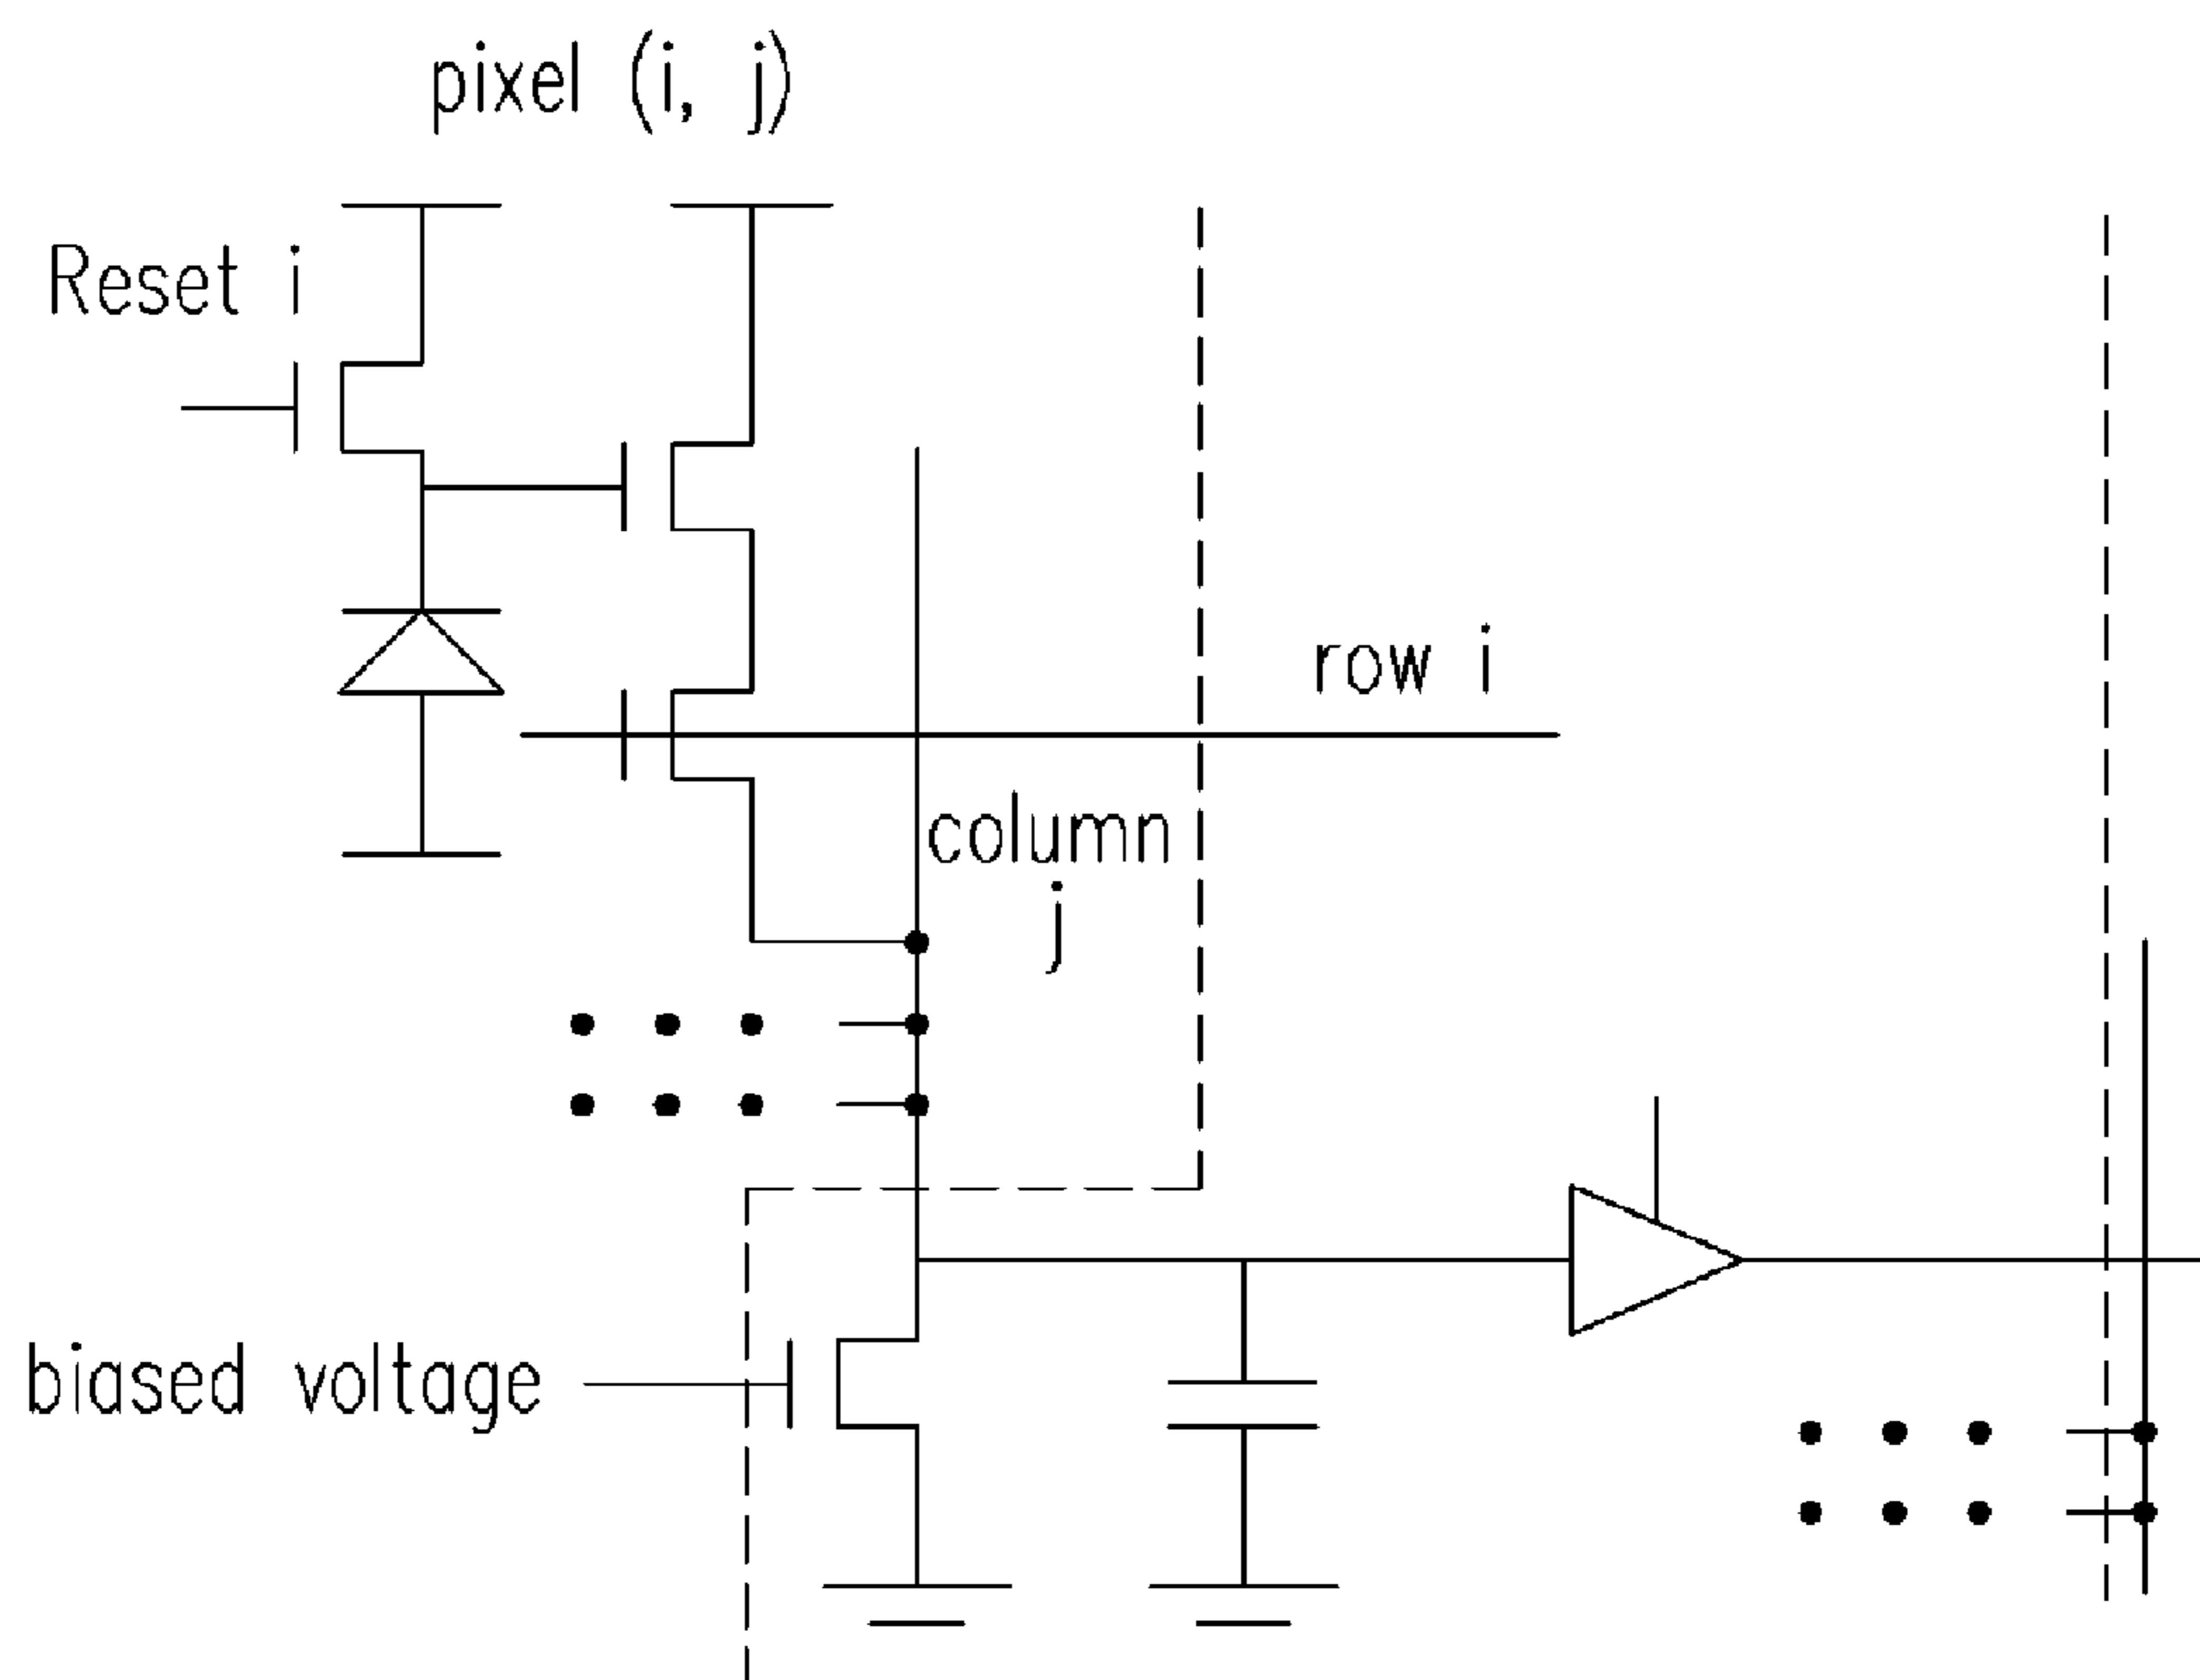 pixel (i, j)
Reset i
row i
column
j
biased voltage